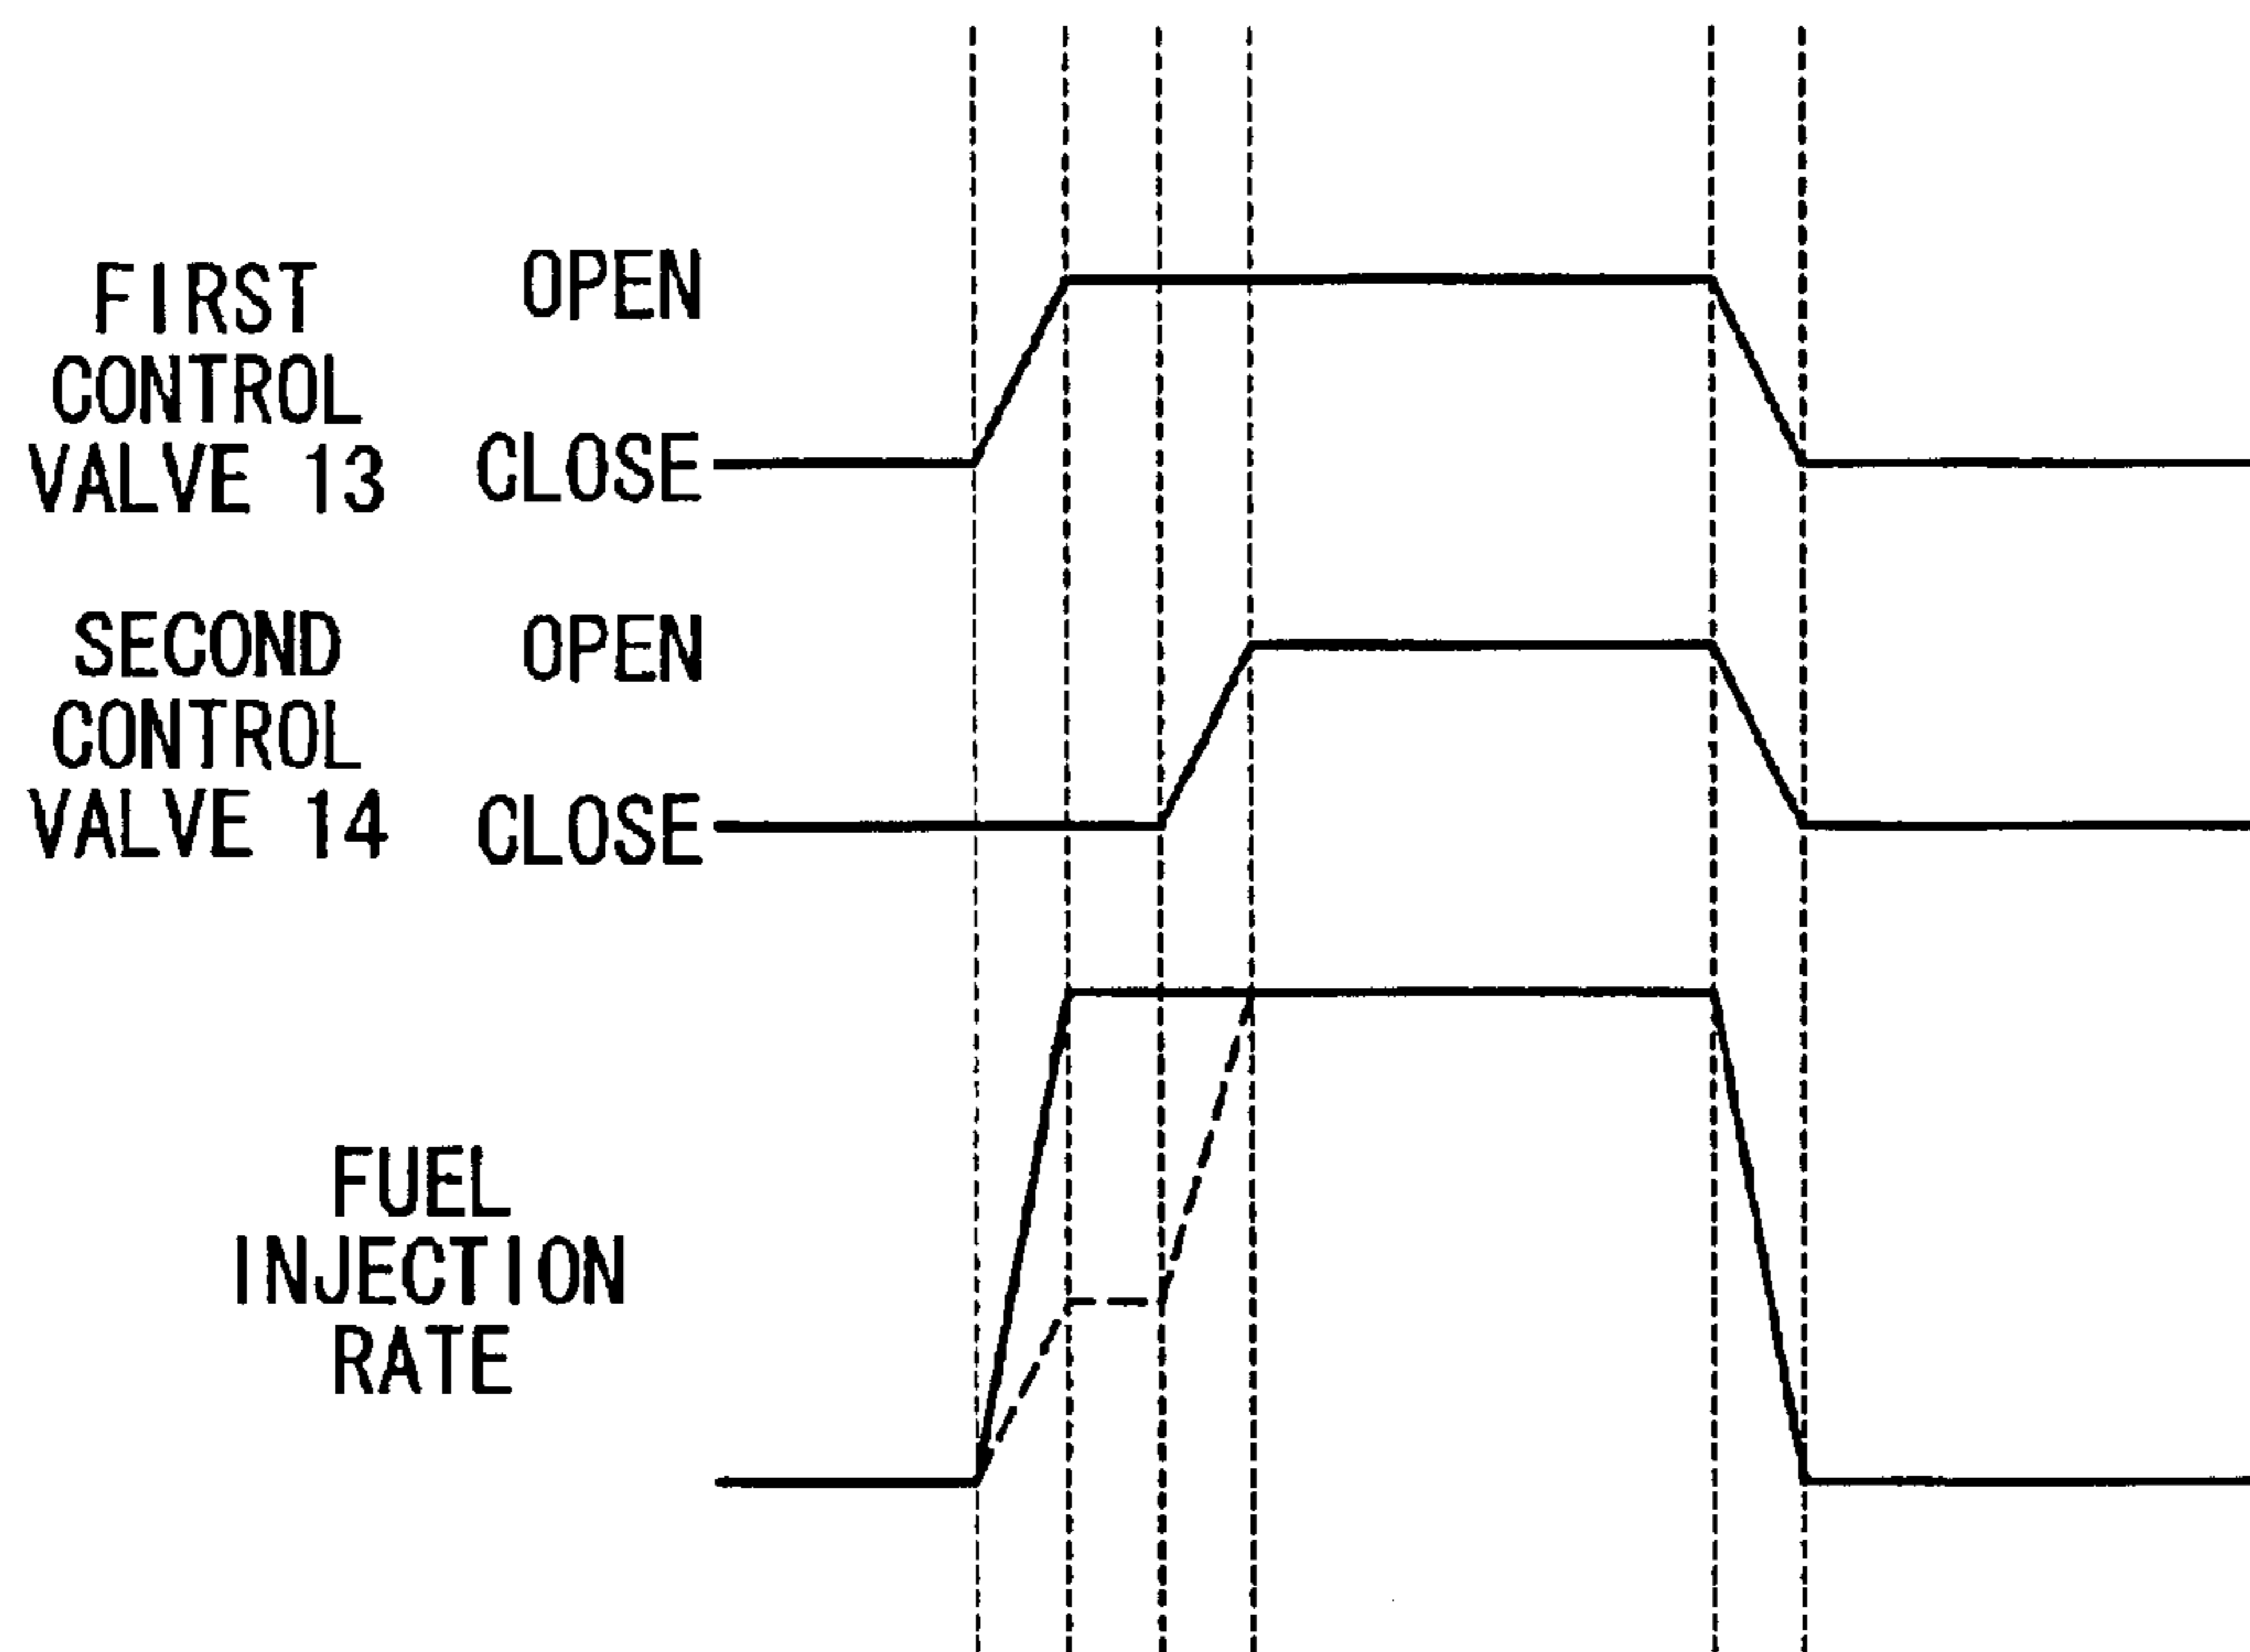 FIRST
CONTROL
VALVE 13
OPEN
CLOSE
SECOND
CONTROL
VALVE 14
OPEN
CLOSE
FUEL
INJECTION
RATE